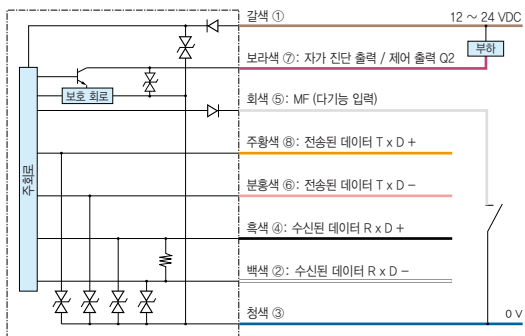 갈색 ①
12 ～ 24 VDC
부하
보라색 ⑦: 자가 진단 출력 / 제어 출력 Q2
보호 회로
회색 ⑤: MF (다기능 입력)
주황색 ⑧: 전송된 데이터 T x D +
주회로
분홍색 ⑥: 전송된 데이터 T x D −
흑색 ④: 수신된 데이터 R x D +
백색 ②: 수신된 데이터 R x D −
청색 ③
0 V